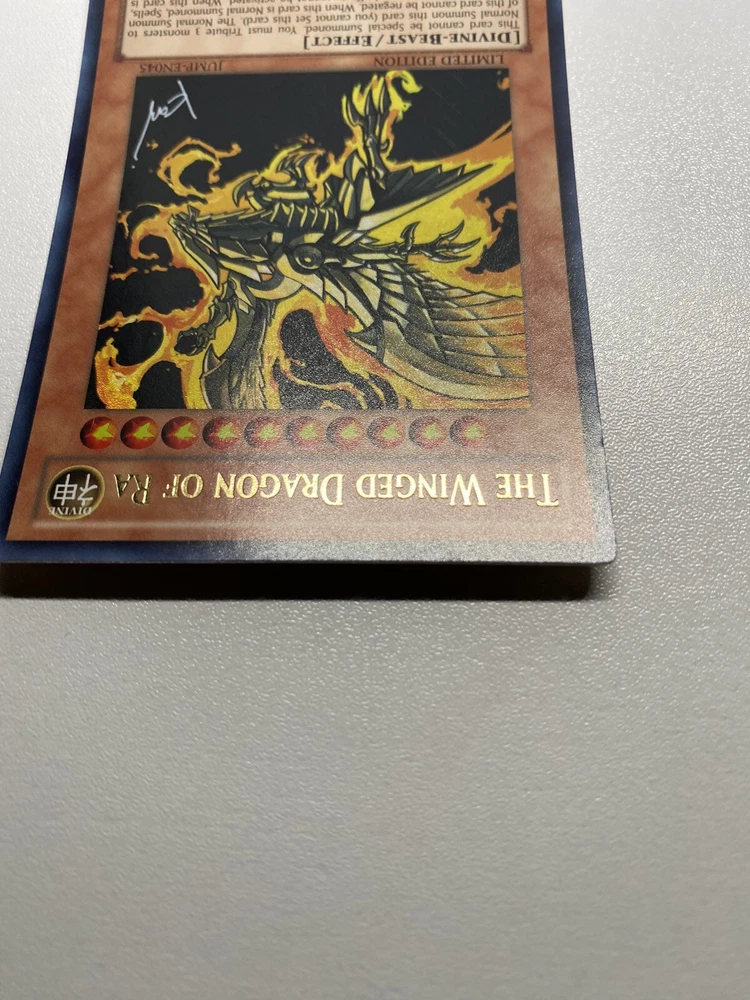 THE WINGED DRAGON OF RA
神
DIVINE
LIMITED EDITION
JUMP-EN045
[DIVINE-BEAST / EFFECT]
This card cannot be Special Summoned. You must Tribute 3 monsters to
Normal Summon this card (you cannot Set this card). The Normal Summon
of this card cannot be negated. When this card is Normal Summoned, Spells,